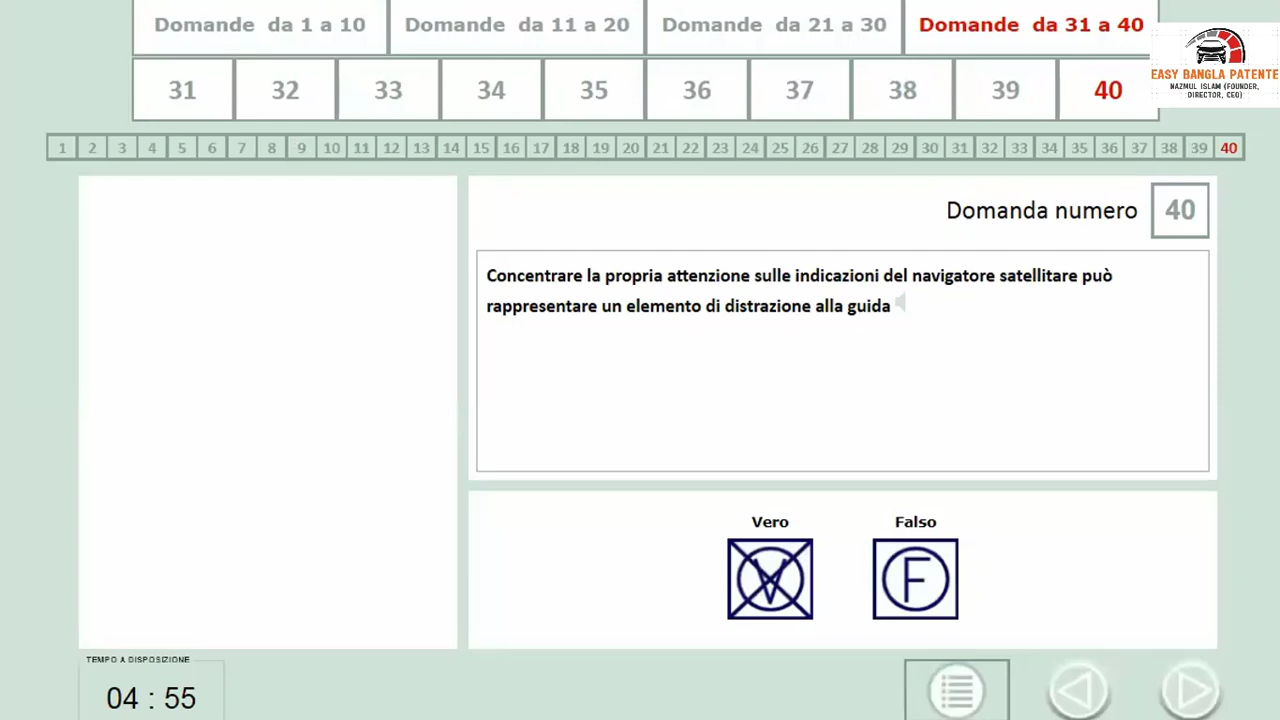 Domande da 1 a 10
Domande da 11 a 20
Domande da 21 a 30
Domande da 31 a 40
31 32 33 34 35 36 37 38 39 40
EASY BANGLA PATENTE
NAZMUL ISLAM (FOUNDER,
DIRECTOR, CEO)
1 2 3 4 5 6 7 8 9 10 11 12 13 14 15 16 17 18 19 20 21 22 23 24 25 26 27 28 29 30 31 32 33 34 35 36 37 38 39 40
Domanda numero 40
Concentrare la propria attenzione sulle indicazioni del navigatore satellitare può
rappresentare un elemento di distrazione alla guida
Vero Falso
V F
TEMPO A DISPOSIZIONE
04 : 55